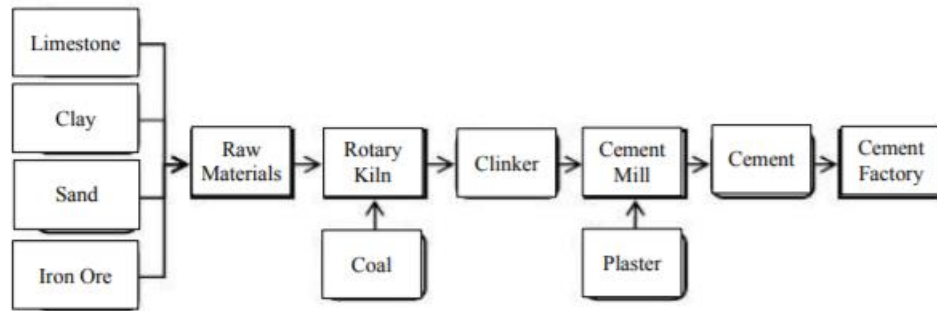 Limestone
Clay
Sand
Iron Ore
Raw
Materials
Rotary
Kiln
Coal
Clinker
Cement
Mill
Plaster
Cement
Cement
Factory